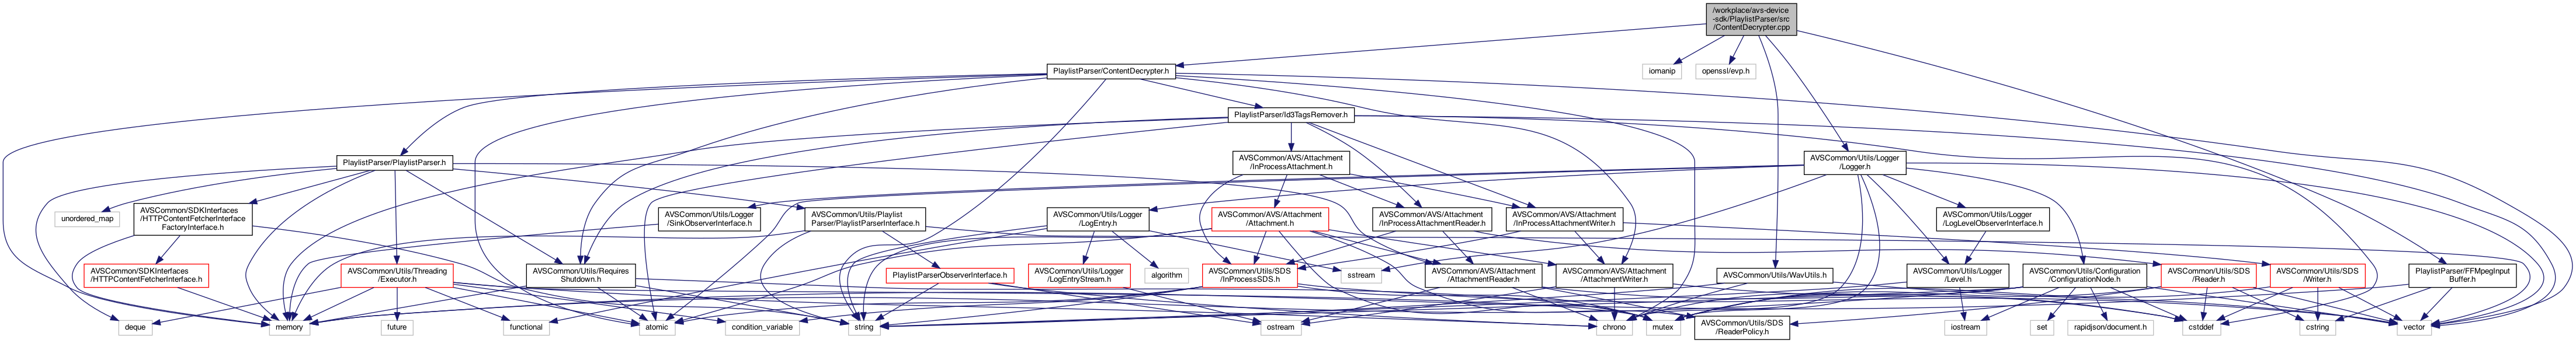 /workplace/avs-device
-sdk/PlaylistParser/src
/ContentDecrypter.cpp
PlaylistParser/ContentDecrypter.h
iomanip
openssl/evp.h
PlaylistParser/Id3TagsRemover.h
PlaylistParser/PlaylistParser.h
AVSCommon/AVS/Attachment
/InProcessAttachment.h
AVSCommon/Utils/Logger
/Logger.h
unordered_map
AVSCommon/SDKInterfaces
/HTTPContentFetcherInterface
FactoryInterface.h
AVSCommon/Utils/Logger
/SinkObserverInterface.h
AVSCommon/Utils/Playlist
Parser/PlaylistParserInterface.h
AVSCommon/Utils/Logger
/LogEntry.h
AVSCommon/AVS/Attachment
/Attachment.h
AVSCommon/AVS/Attachment
/InProcessAttachmentReader.h
AVSCommon/AVS/Attachment
/InProcessAttachmentWriter.h
AVSCommon/Utils/Logger
/LogLevelObserverInterface.h
AVSCommon/SDKInterfaces
/HTTPContentFetcherInterface.h
AVSCommon/Utils/Threading
/Executor.h
AVSCommon/Utils/Requires
Shutdown.h
PlaylistParserObserverInterface.h
AVSCommon/Utils/Logger
/LogEntryStream.h
algorithm
AVSCommon/Utils/SDS
/InProcessSDS.h
sstream
AVSCommon/AVS/Attachment
/AttachmentReader.h
AVSCommon/AVS/Attachment
/AttachmentWriter.h
AVSCommon/Utils/WavUtils.h
AVSCommon/Utils/Logger
/Level.h
AVSCommon/Utils/Configuration
/ConfigurationNode.h
AVSCommon/Utils/SDS
/Reader.h
AVSCommon/Utils/SDS
/Writer.h
PlaylistParser/FFMpegInput
Buffer.h
deque
memory
future
functional
atomic
condition_variable
string
ostream
chrono
mutex
AVSCommon/Utils/SDS
/ReaderPolicy.h
iostream
set
rapidjson/document.h
cstddef
cstring
vector